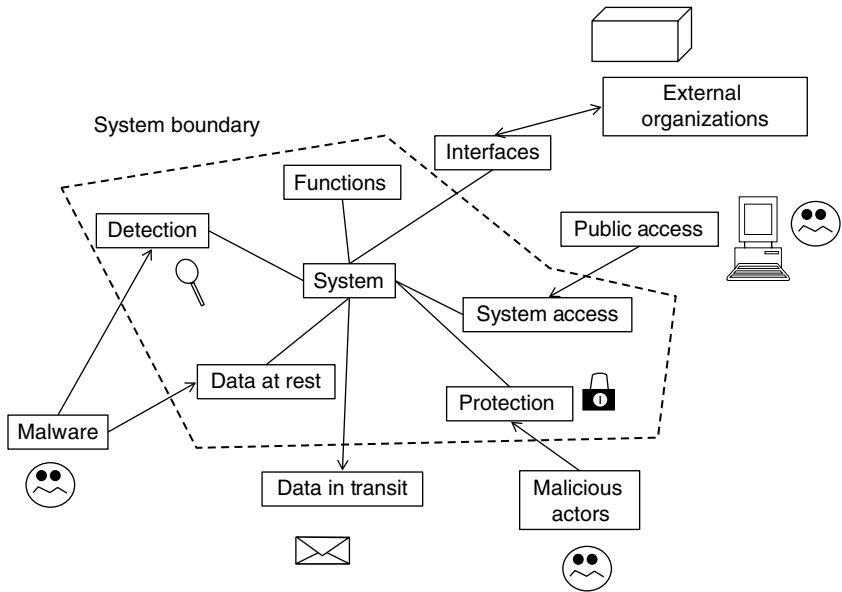 External
organizations
System boundary
Interfaces
Functions
Detection
Public access
System
System access
Data at rest
Protection
Malware
Data in transit
Malicious
actors